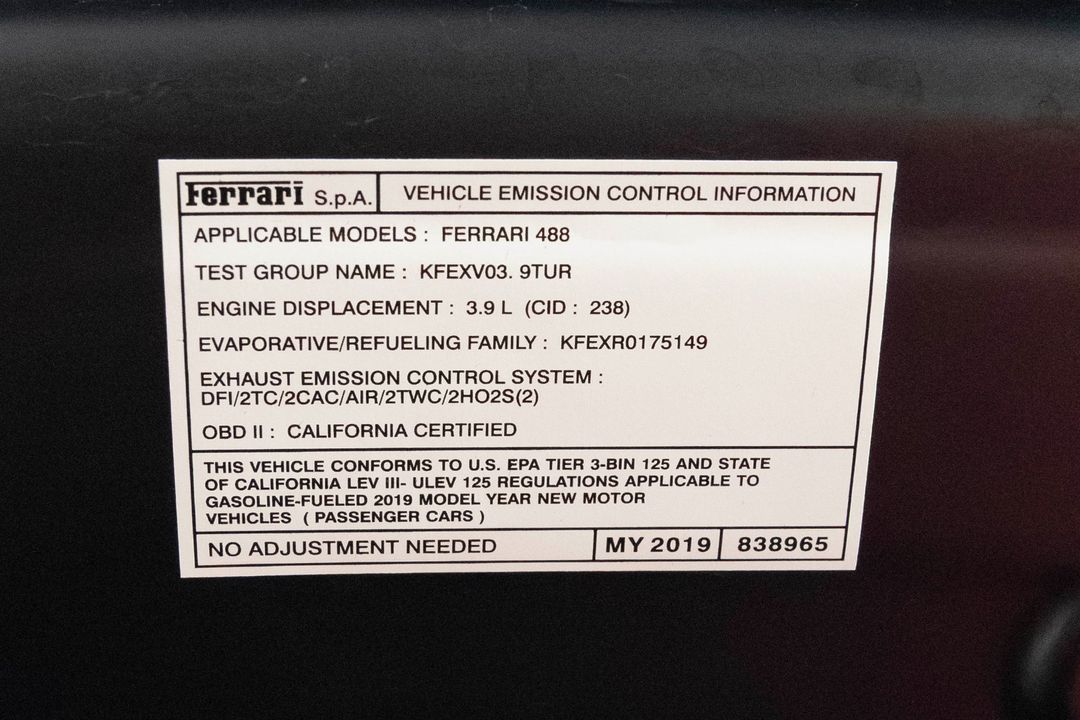 Ferrari S.p.A. VEHICLE EMISSION CONTROL INFORMATION
APPLICABLE MODELS : FERRARI 488
TEST GROUP NAME : KFEXV03. 9TUR
ENGINE DISPLACEMENT : 3.9 L (CID : 238)
EVAPORATIVE/REFUELING FAMILY : KFEXR0175149
EXHAUST EMISSION CONTROL SYSTEM :
DFI/2TC/2CAC/AIR/2TWC/2HO2S(2)
OBD II : CALIFORNIA CERTIFIED
THIS VEHICLE CONFORMS TO U.S. EPA TIER 3-BIN 125 AND STATE
OF CALIFORNIA LEV III- ULEV 125 REGULATIONS APPLICABLE TO
GASOLINE-FUELED 2019 MODEL YEAR NEW MOTOR
VEHICLES ( PASSENGER CARS )
NO ADJUSTMENT NEEDED MY 2019 838965